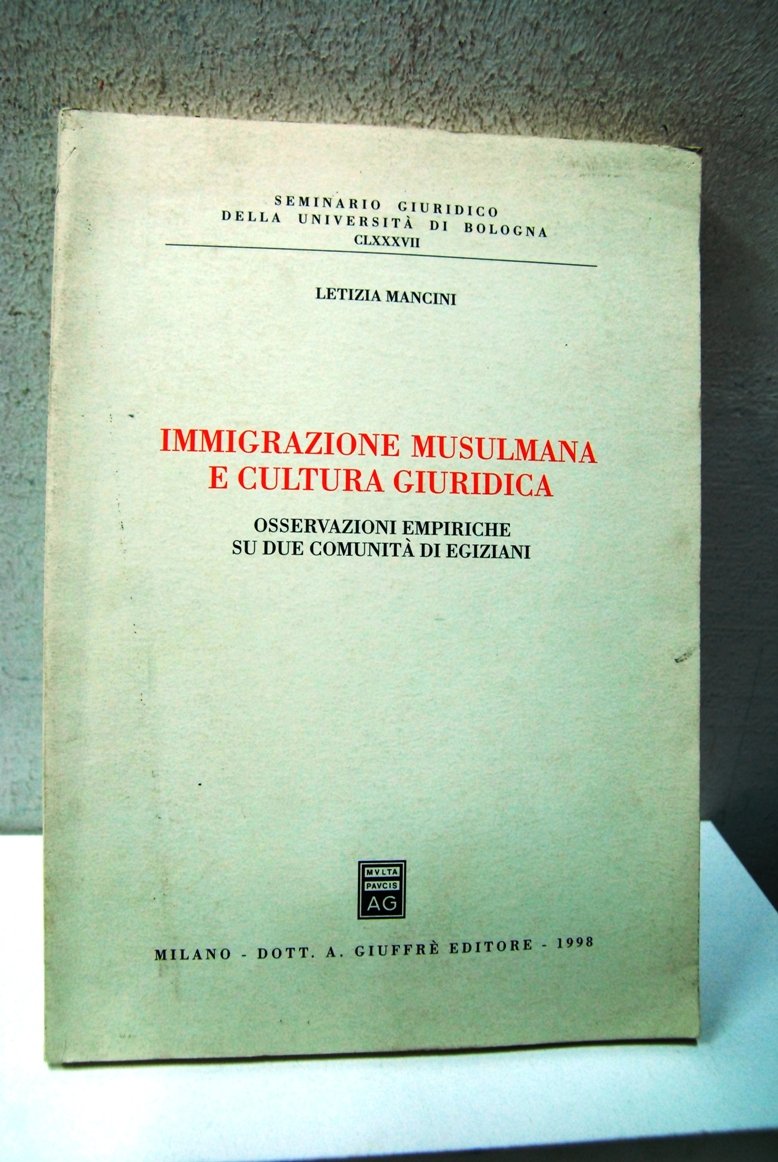 SEMINARIO GIURIDICO
DELLA UNIVERSITÀ DI BOLOGNA
CLXXXVII
LETIZIA MANCINI
IMMIGRAZIONE MUSULMANA
E CULTURA GIURIDICA
OSSERVAZIONI EMPIRICHE
SU DUE COMUNITÀ DI EGIZIANI
MVLTA
PAVCIS
AG
MILANO - DOTT. A. GIUFFRÈ EDITORE - 1998